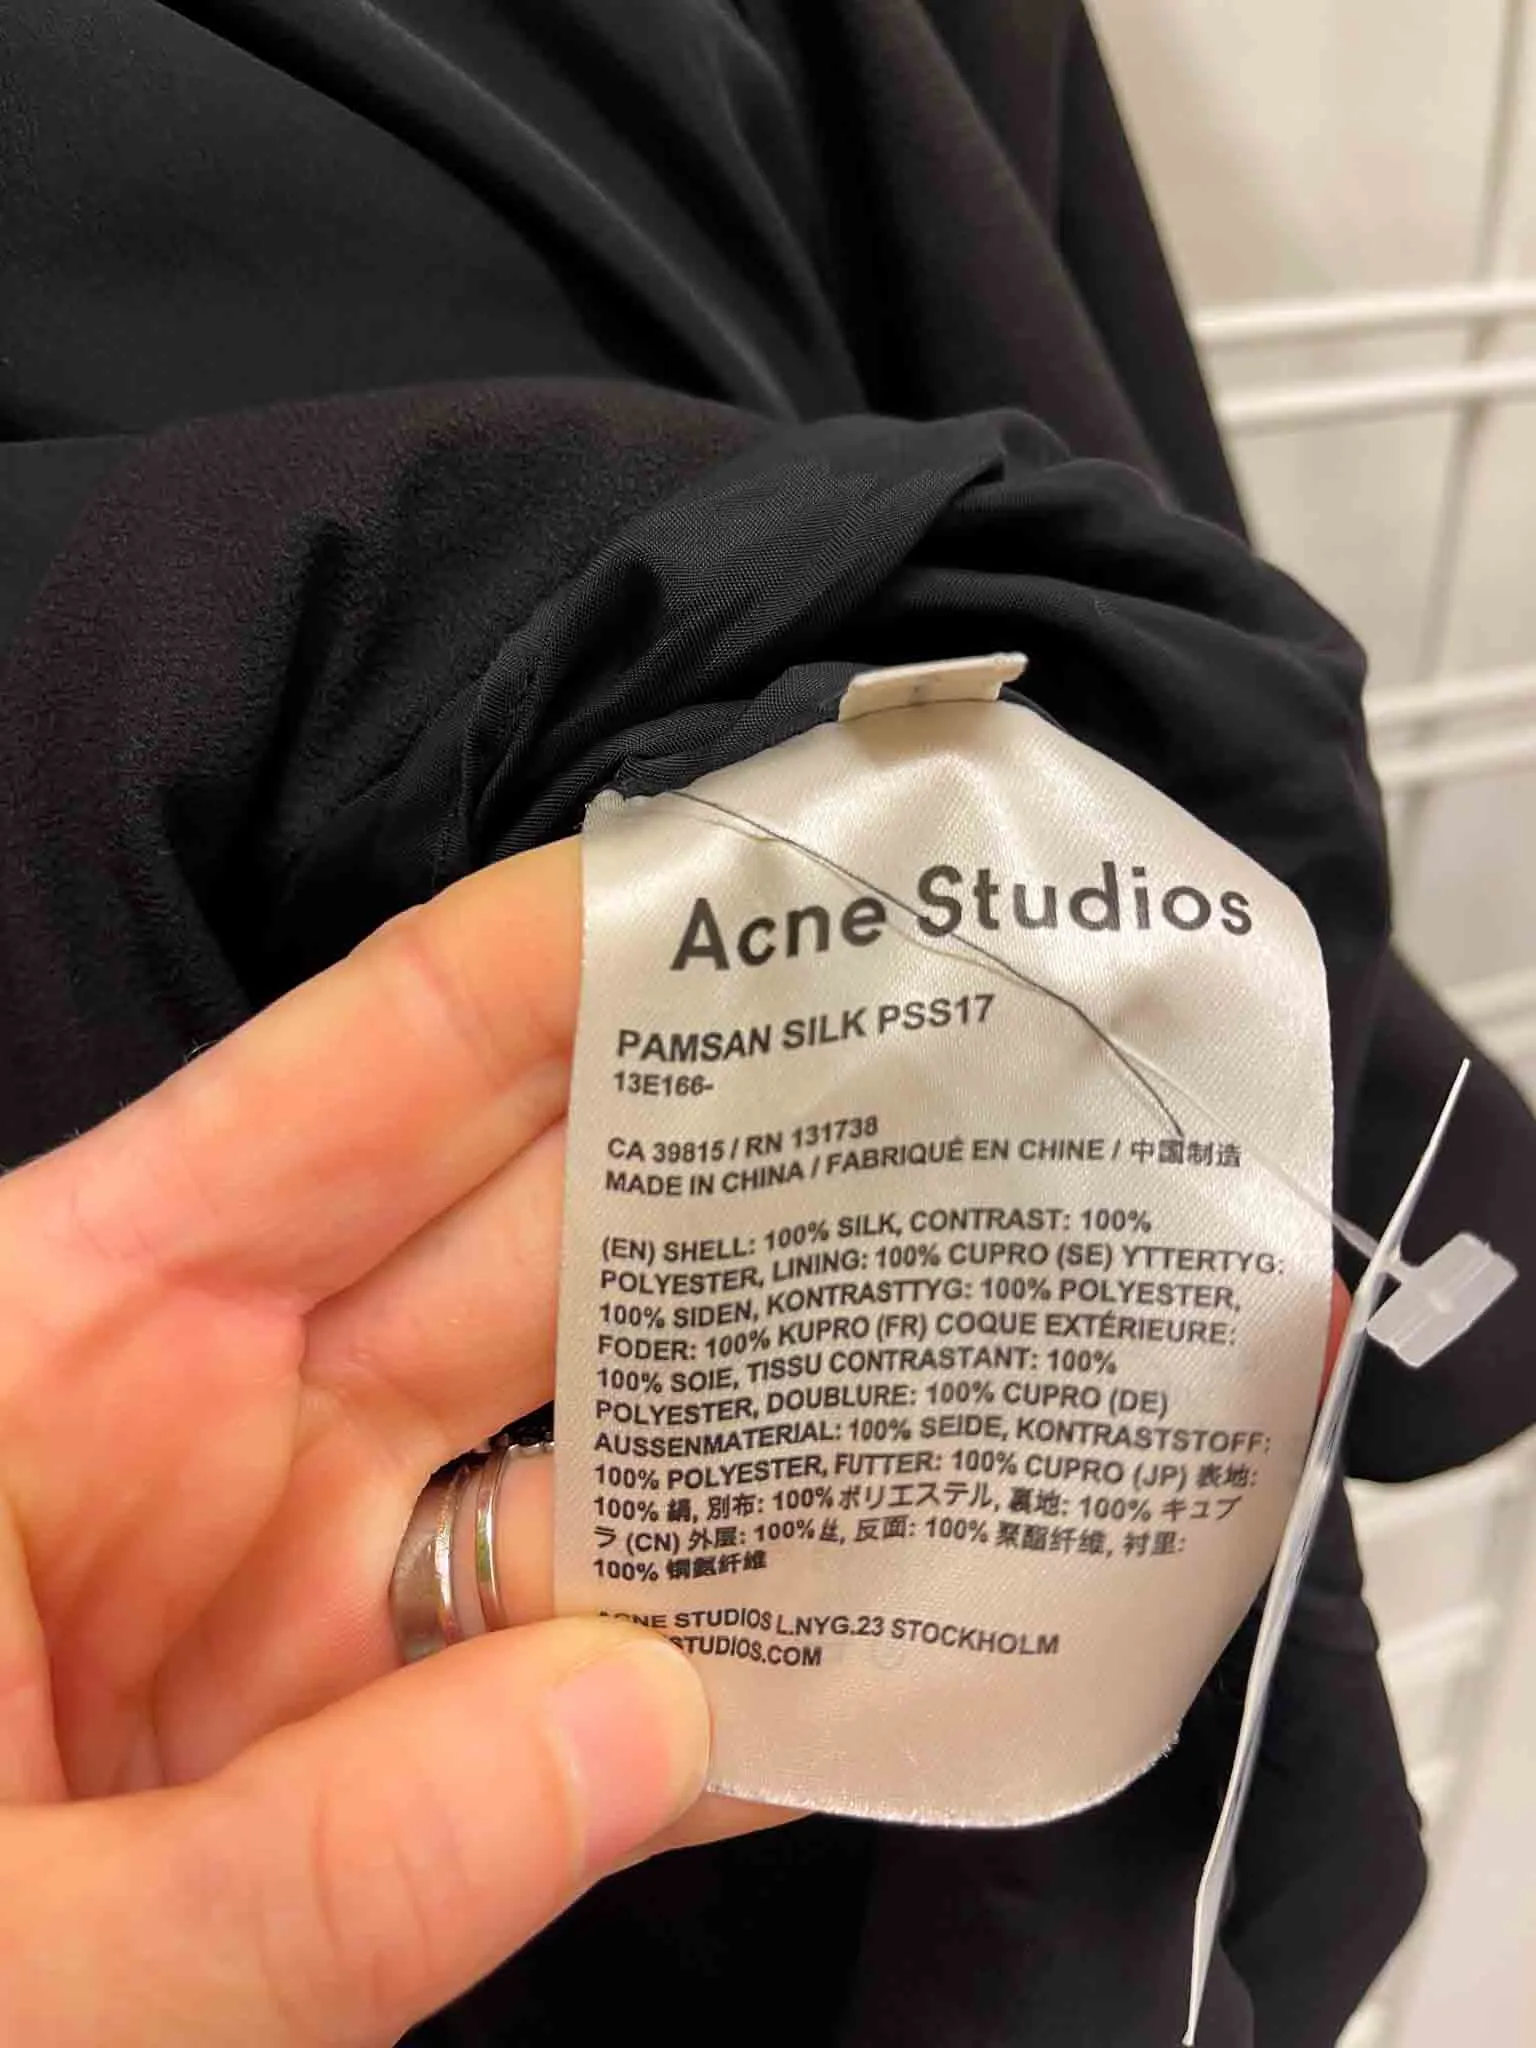 Acne Studios
PAMSAN SILK PSS17
13E166-
CA 39815 / RN 131738
MADE IN CHINA / FABRIQUÉ EN CHINE / 中国制造
(EN) SHELL: 100% SILK, CONTRAST: 100%
POLYESTER, LINING: 100% CUPRO (SE) YTTERTYG:
100% SIDEN, KONTRASTTYG: 100% POLYESTER,
FODER: 100% KUPRO (FR) COQUE EXTÉRIEURE:
100% SOIE, TISSU CONTRASTANT: 100%
POLYESTER, DOUBLURE: 100% CUPRO (DE)
AUSSENMATERIAL: 100% SEIDE, KONTRASTSTOFF:
100% POLYESTER, FUTTER: 100% CUPRO (JP) 表地:
100% 絹, 別布: 100%ポリエステル, 裏地: 100% キュプ
ラ (CN) 外层: 100%丝, 反面: 100% 聚酯纤维, 衬里:
100% 铜氨纤维
ACNE STUDIOS L.NYG.23 STOCKHOLM
STUDIOS.COM